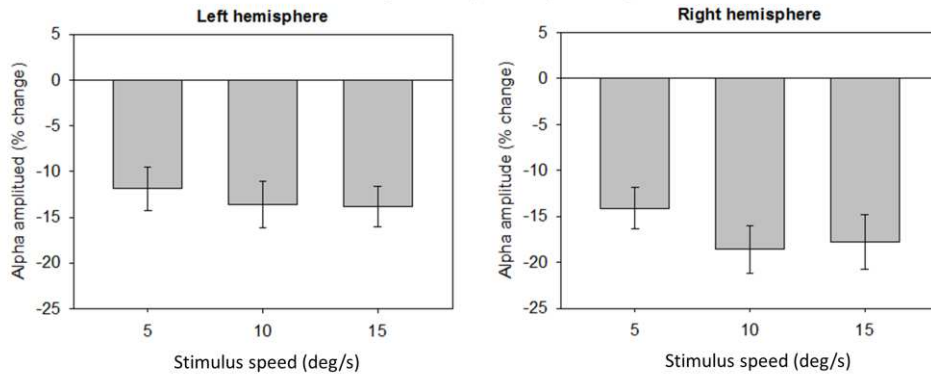 Left hemisphere
5
0
-5
-10
-15
-20
-25
Alpha amplitued (% change)
5 10 15
Stimulus speed (deg/s)
Right hemisphere
5
0
-5
-10
-15
-20
-25
Alpha amplitude (% change)
5 10 15
Stimulus speed (deg/s)